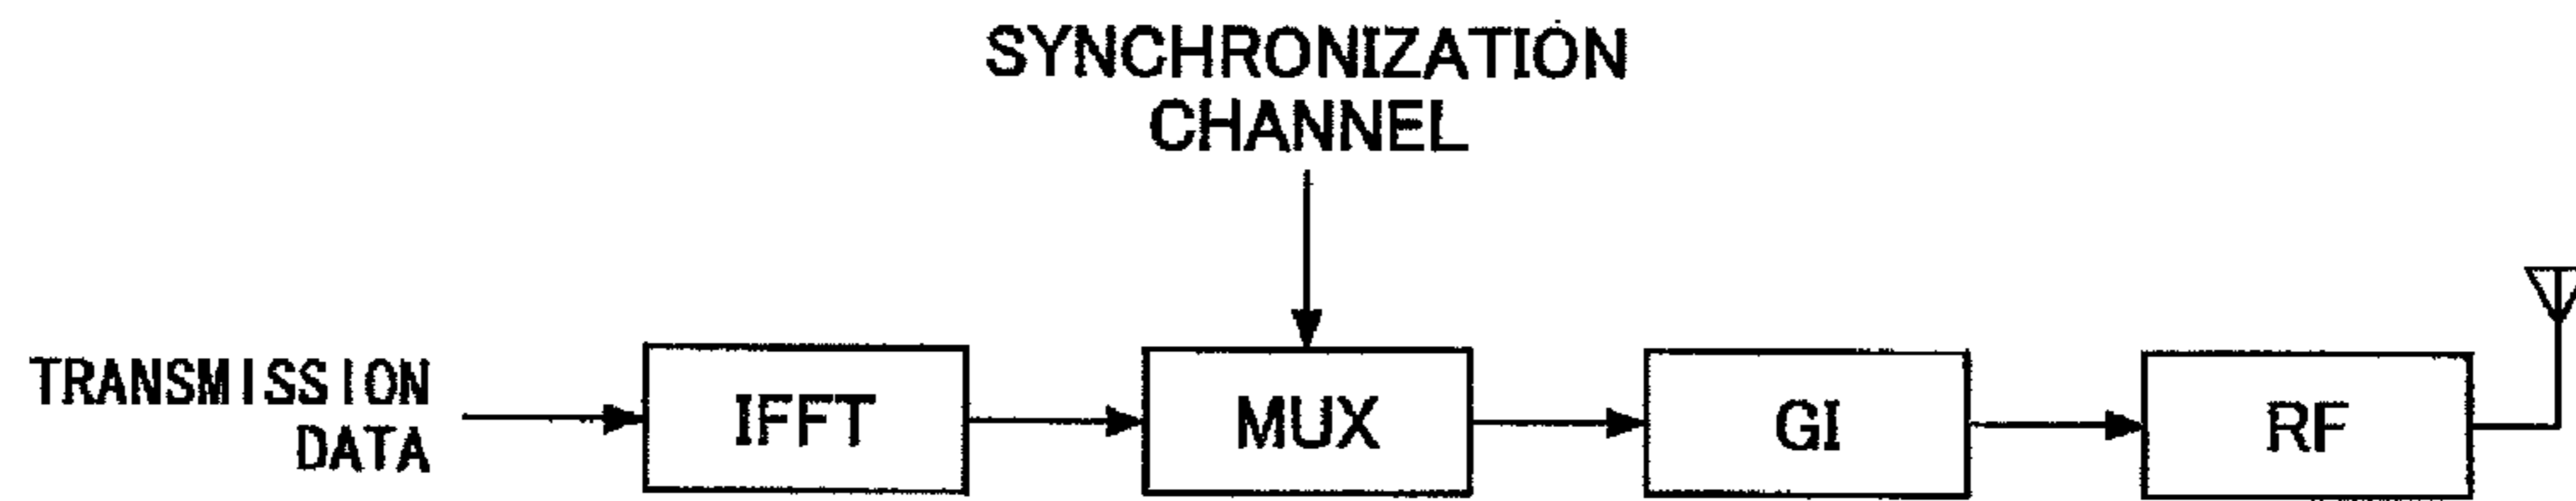 SYNCHRONIZATION
CHANNEL
TRANSMISSION
DATA
IFFT
MUX
GI
RF